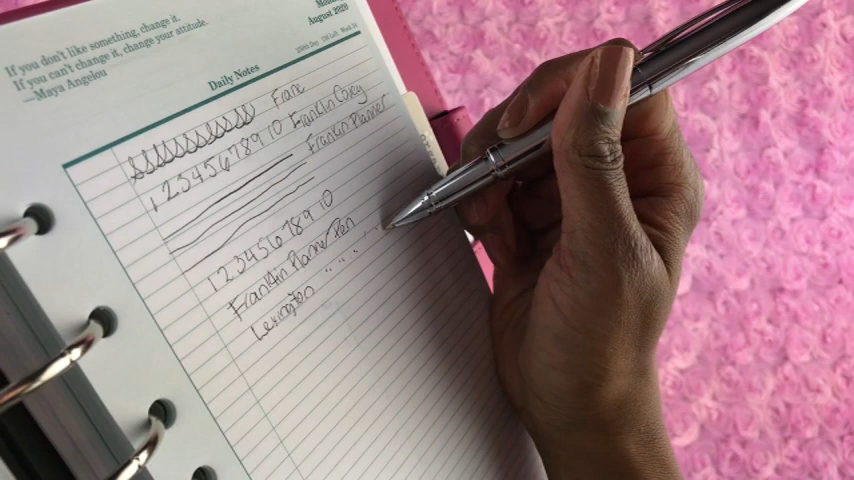 If you don't like something, change it.
If you can't change it, change your attitude.
—Maya Angelou
August 2020
Daily Notes
Franc
1 2 3 4 5 6 7 8 9 10 Franklin Covey
Franklin Planner
1 2 3 4 5 6 7 8 9 10
Franklin Planner Pen
Lexington " " "